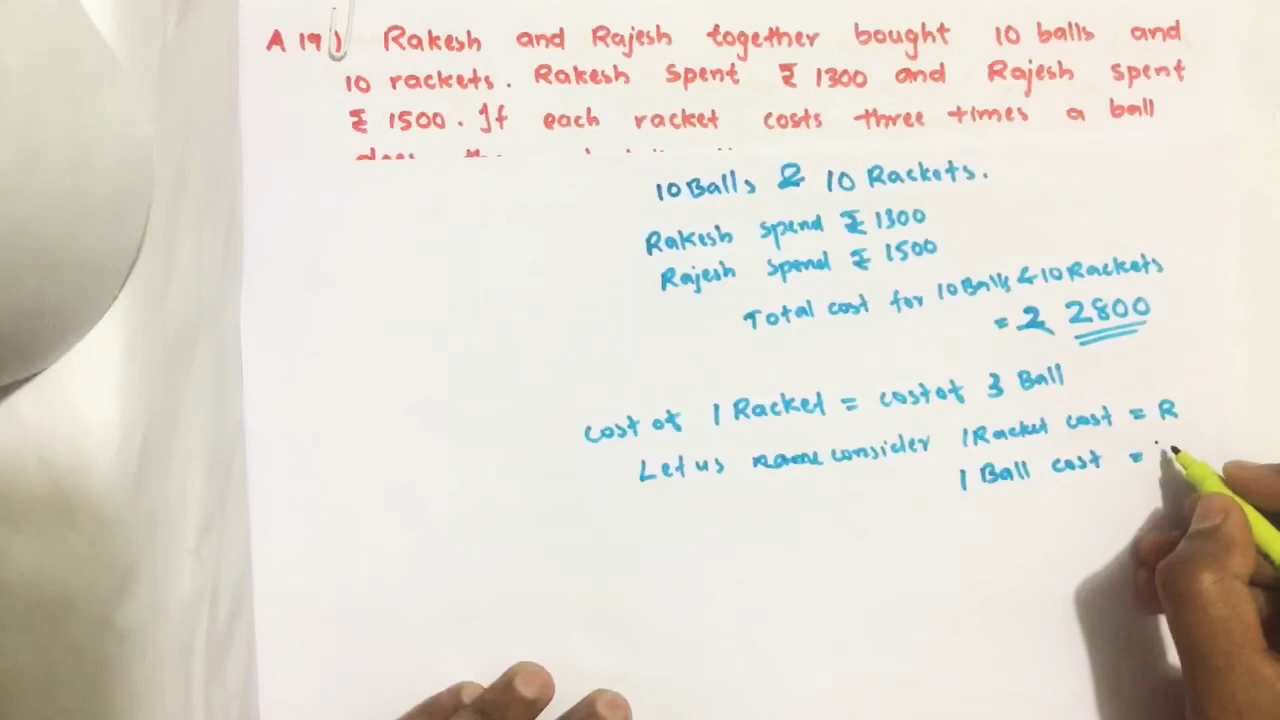 A 19) Rakesh and Rajesh together bought 10 balls and
10 rackets. Rakesh Spent ₹ 1300 and Rajesh spent
₹ 1500. If each racket costs three times a ball
10 Balls & 10 Rackets.
Rakesh spend ₹ 1300
Rajesh spend ₹ 1500
Total cost for 10 Balls & 10 Rackets
= ₹ 2800
cost of 1 Racket = cost of 3 Ball
Let us consider 1 Racket cost = R
1 Ball cost =